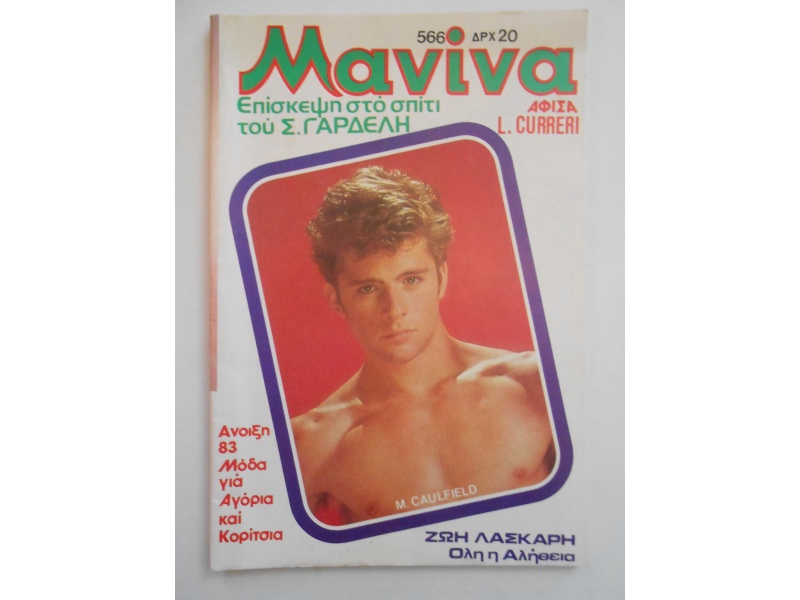 566 ΔΡΧ 20
Μανίνα
Επίσκεψη στό σπίτι
τού Σ. ΓΑΡΔΕΛΗ
ΑΦΙΣΑ
L. CURRERI
M. CAULFIELD
Ανοιξη
83
Μόδα
γιά
Αγόρια
καί
Κορίτσια
ΖΩΗ ΛΑΣΚΑΡΗ
Ολη η Αλήθεια